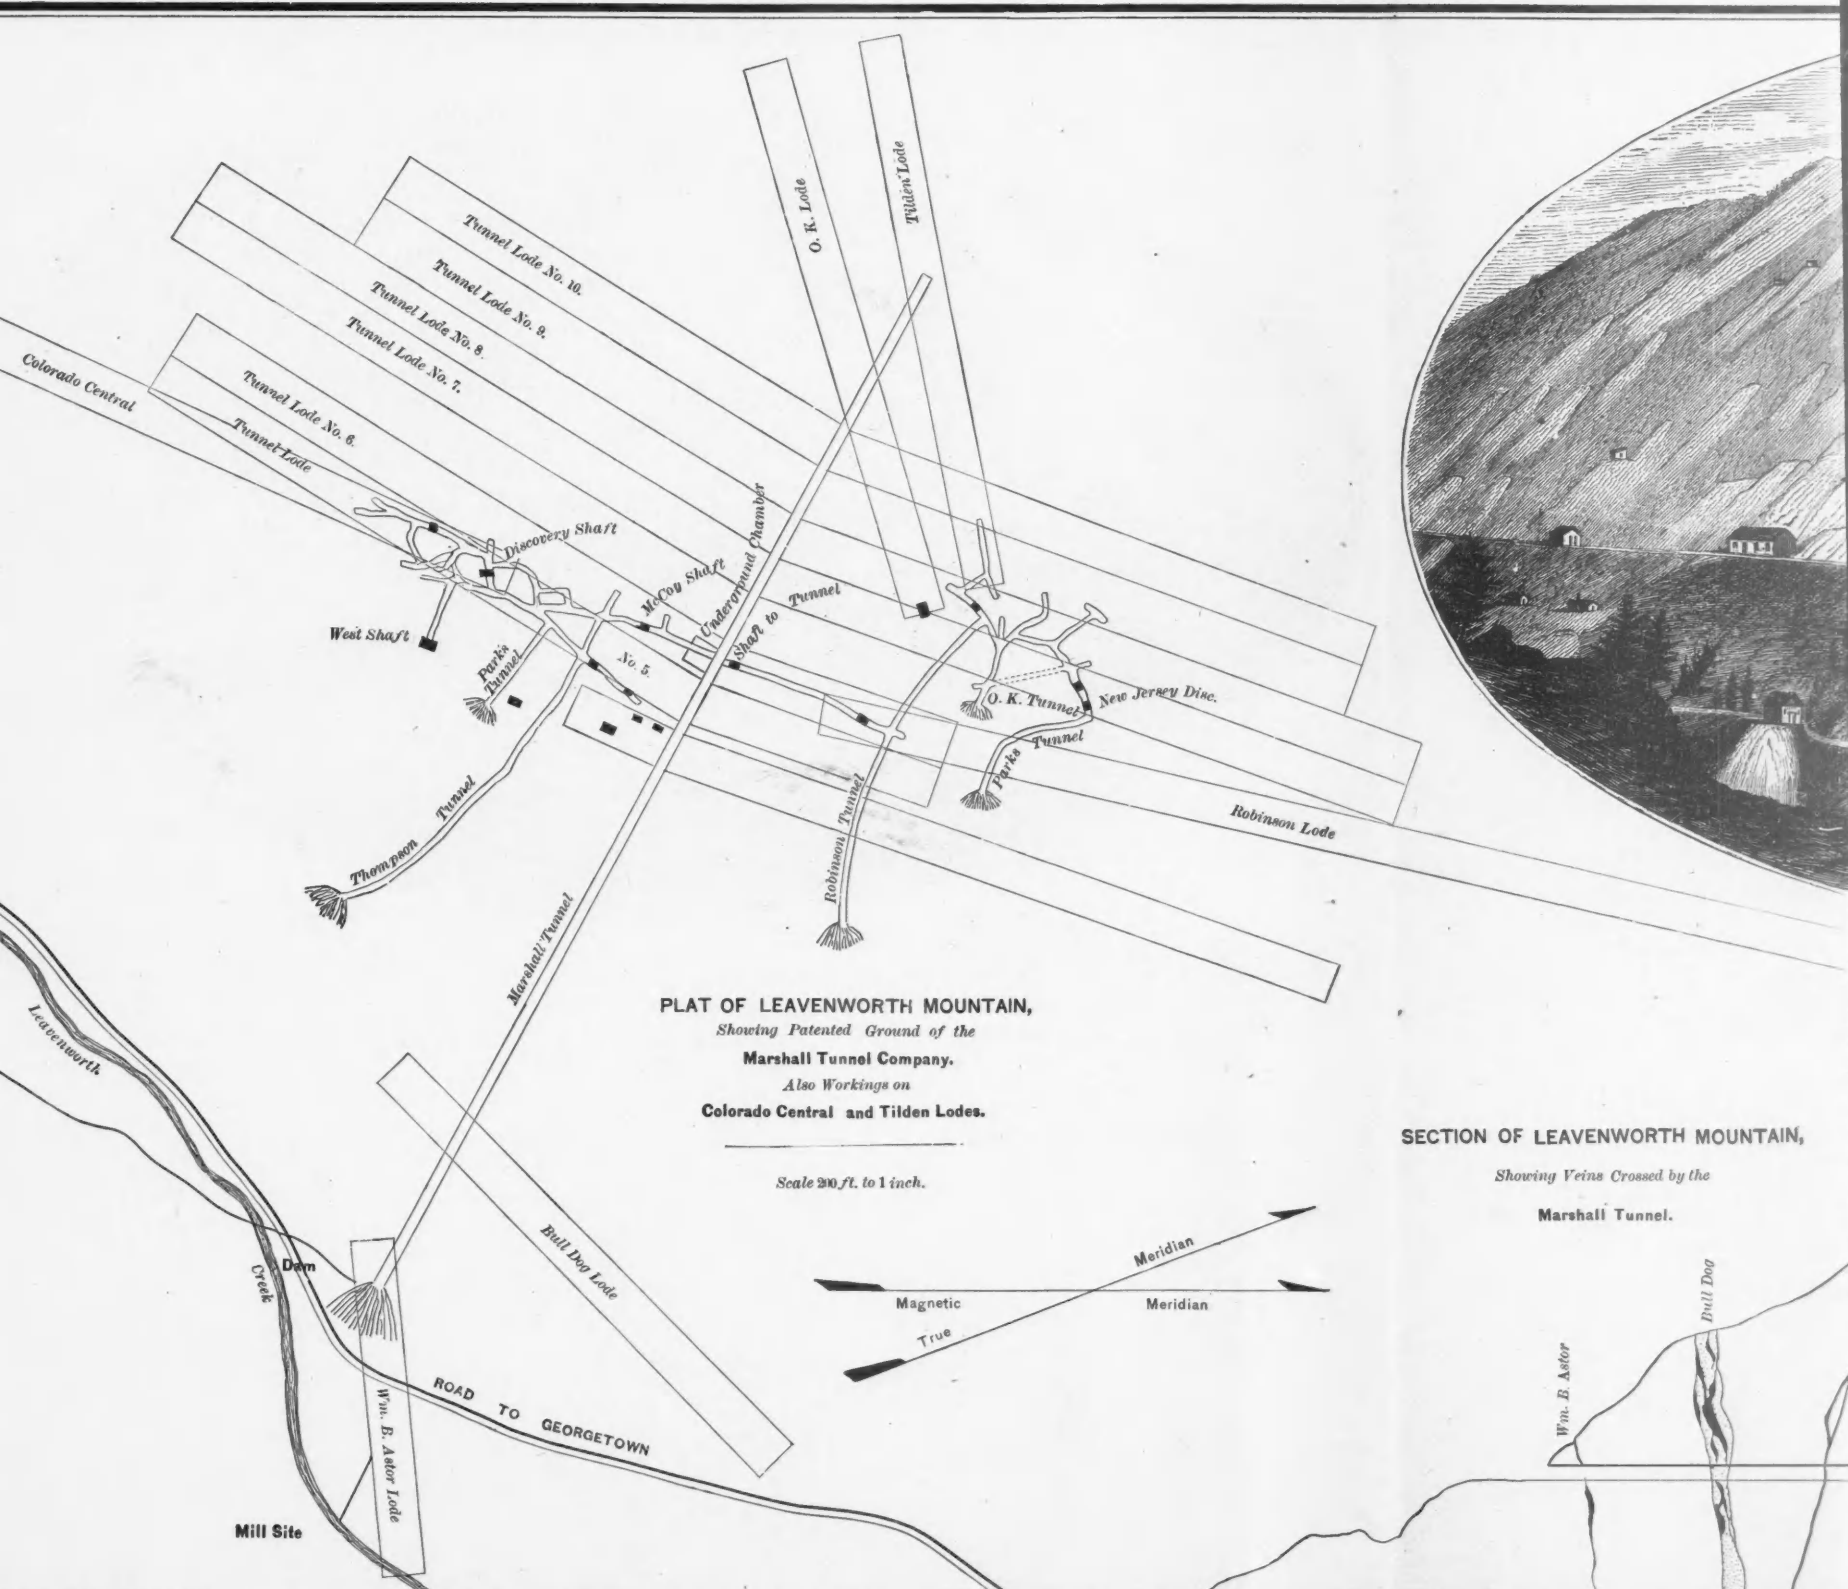 O. K. Lode
Tilden Lode
Tunnel Lode No. 10.
Tunnel Lode No. 9.
Tunnel Lode No. 8.
Tunnel Lode No. 7.
Tunnel Lode No. 6.
Tunnel Lode
Colorado Central
Discovery Shaft
McCoy Shaft
Underground Chamber
Shaft to Tunnel
West Shaft
Parks Tunnel
No. 5.
O. K. Tunnel
New Jersey Disc.
Parks Tunnel
Robinson Lode
Thompson Tunnel
Robinson Tunnel
Marshall Tunnel
PLAT OF LEAVENWORTH MOUNTAIN,
Showing Patented Ground of the
Marshall Tunnel Company.
Also Workings on
Colorado Central and Tilden Lodes.
Scale 200 ft. to 1 inch.
Leavenworth
Creek
Dam
Bull Dog Lode
Wm. B. Astor Lode
ROAD TO GEORGETOWN
Mill Site
Meridian
Magnetic Meridian
True
SECTION OF LEAVENWORTH MOUNTAIN,
Showing Veins Crossed by the
Marshall Tunnel.
Wm. B. Astor
Bull Dog